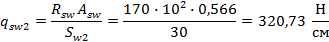 q_sw2 = R_sw A_sw / S_w2 = 170 · 10² · 0,566 / 30 = 320,73 Н/см